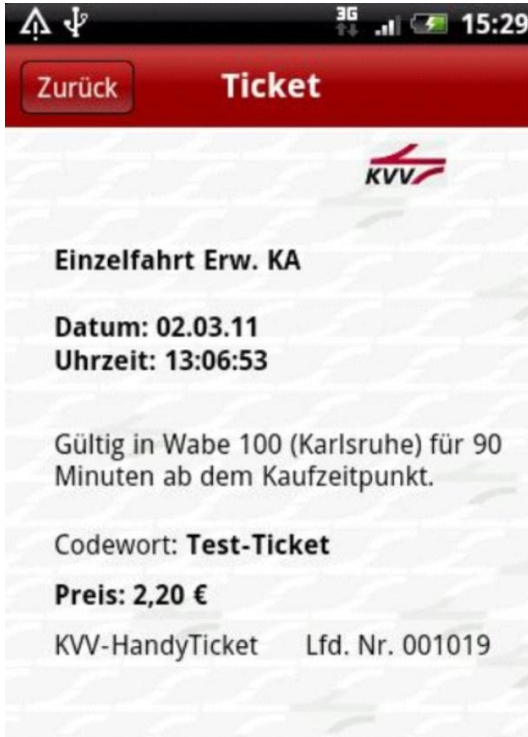 3G 15:29
Zurück Ticket
KVV
Einzelfahrt Erw. KA
Datum: 02.03.11
Uhrzeit: 13:06:53
Gültig in Wabe 100 (Karlsruhe) für 90
Minuten ab dem Kaufzeitpunkt.
Codewort: Test-Ticket
Preis: 2,20 €
KVV-HandyTicket Lfd. Nr. 001019